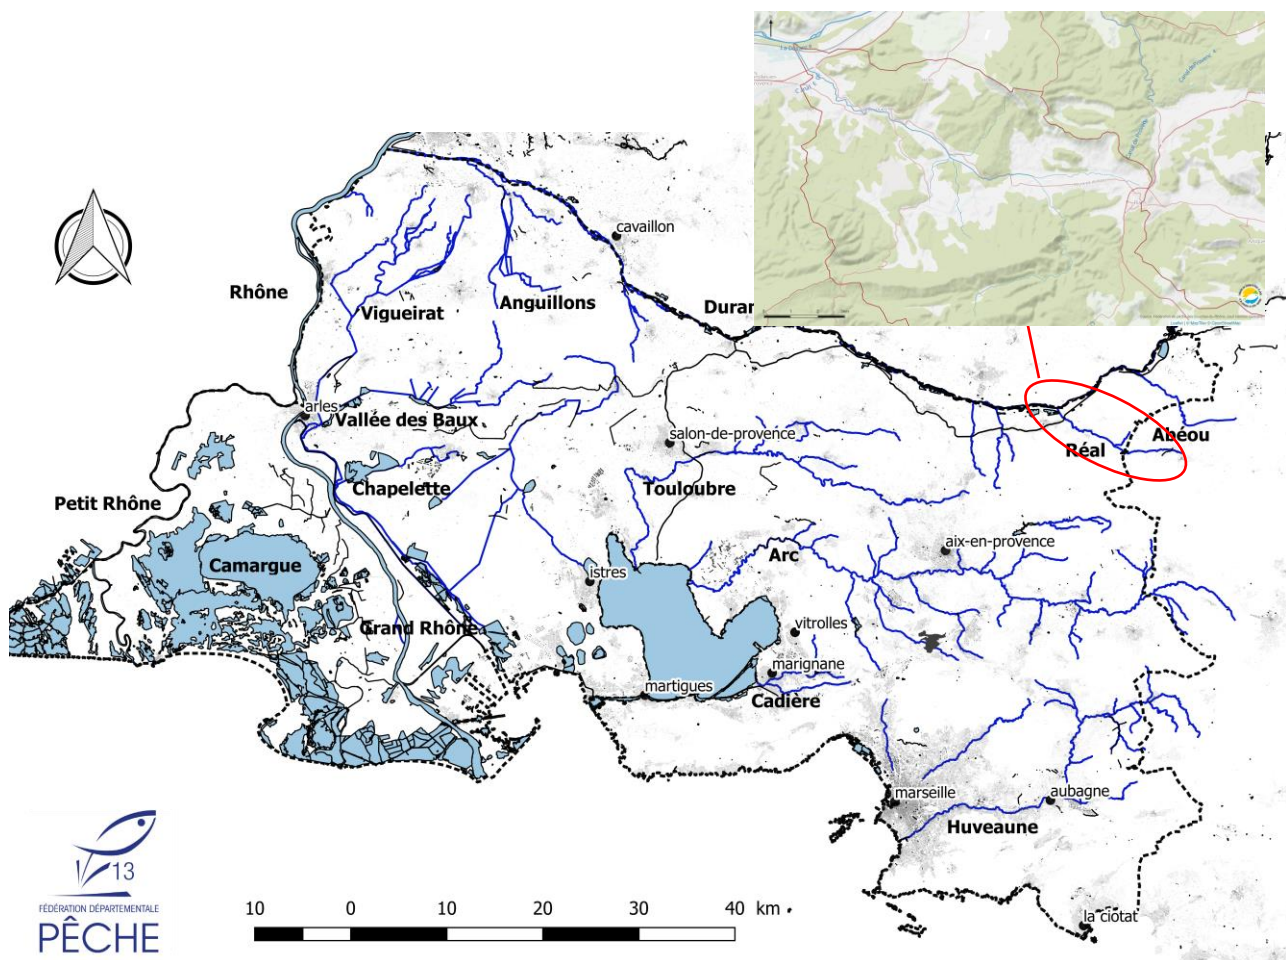 cavaillon
Rhône
Anguillons
Vigueirat
Duran
arles
Vallée des Baux
salon-de-provence
Réal
Abéou
Chapelette
Touloubre
Petit Rhône
aix-en-provence
Arc
Camargue
istres
Grand Rhône
vitrolles
marignane
martigues
Cadière
marseille
aubagne
Huveaune
13
FÉDÉRATION DÉPARTEMENTALE
PÊCHE
10 0 10 20 30 40 km
la ciotat